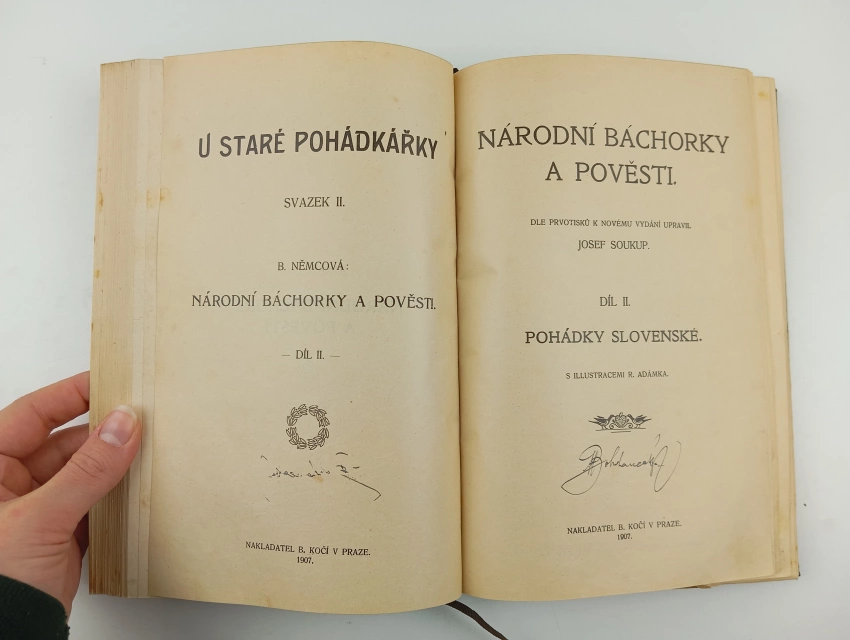 U STARÉ POHÁDKÁŘKY
SVAZEK II.
B. NĚMCOVÁ:
NÁRODNÍ BÁCHORKY A POVĚSTI.
— DÍL II. —
NAKLADATEL B. KOČÍ V PRAZE.
1907.
NÁRODNÍ BÁCHORKY
A POVĚSTI.
DLE PRVOTISKŮ K NOVÉMU VYDÁNÍ UPRAVIL
JOSEF SOUKUP.
DÍL II.
POHÁDKY SLOVENSKÉ.
S ILLUSTRACEMI R. ADÁMKA.
NAKLADATEL B. KOČÍ V PRAZE.
1907.